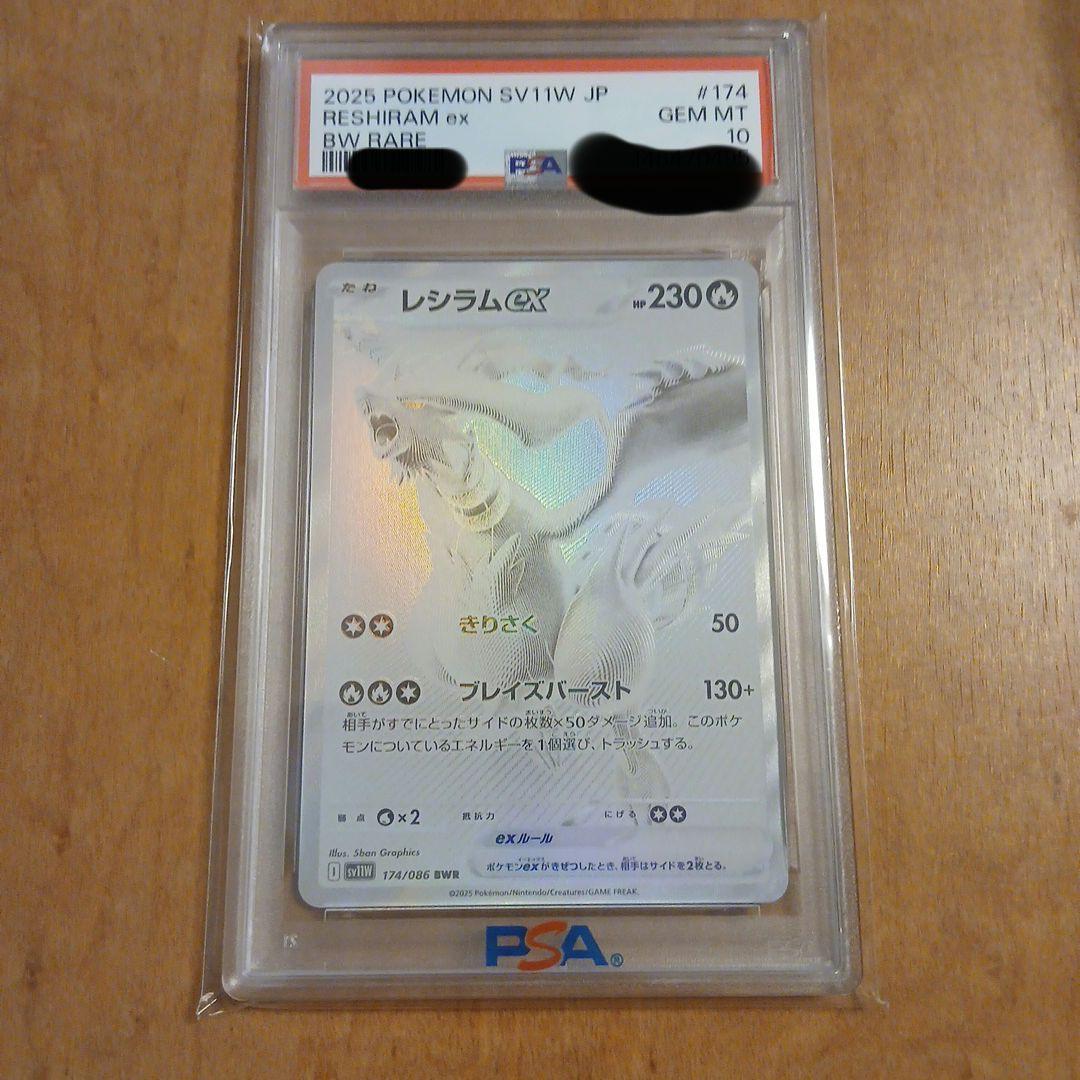 2025 POKEMON SV11W JP #174
RESHIRAM ex GEM MT
BW RARE 10
PSA
たね レシラムex HP230
きりさく 50
ブレイズバースト 130+
相手がすでにとったサイドの枚数×50ダメージ追加。このポケ
モンについているエネルギーを1個選び、トラッシュする。
弱点 ×2 抵抗力 にげる
exルール
ポケモンexがきぜつしたとき、相手はサイドを2枚とる。
Illus. 5ban Graphics
I sv11W 174/086 BWR
©2025 Pokémon/Nintendo/Creatures/GAME FREAK.
PSA®